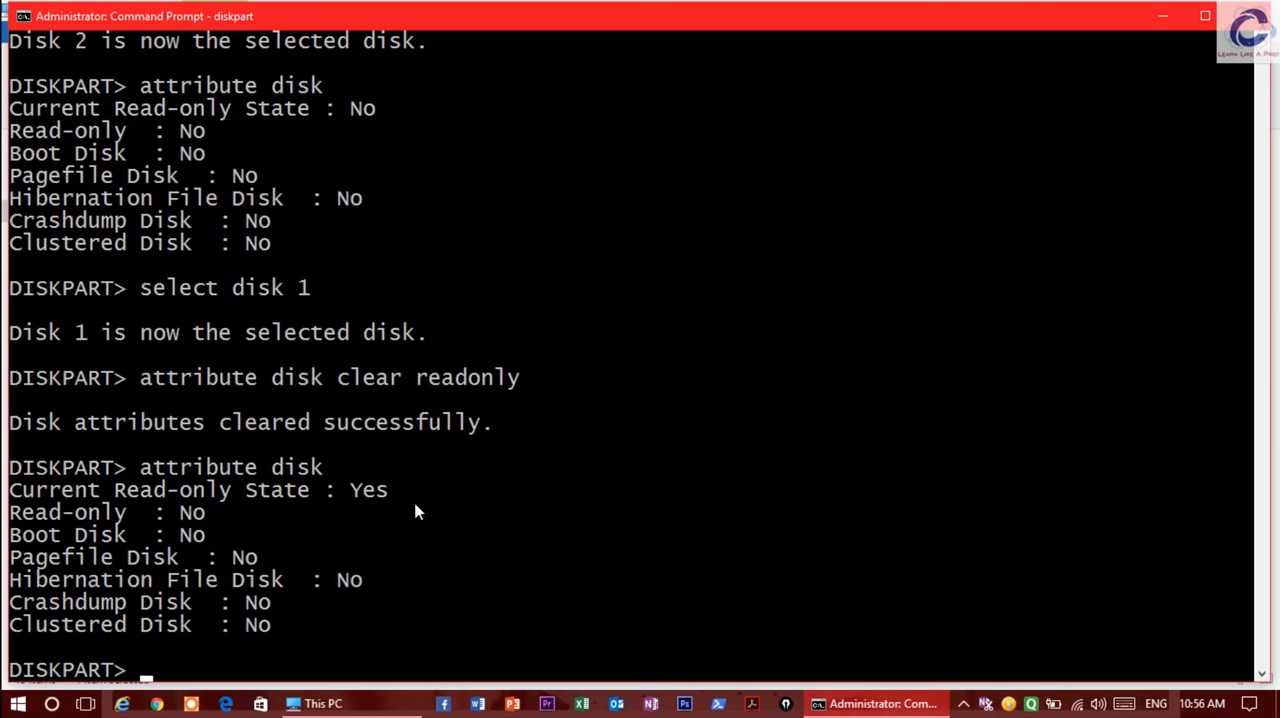 Administrator: Command Prompt - diskpart
LEARN LIKE A PRO
Disk 2 is now the selected disk.
DISKPART> attribute disk
Current Read-only State : No
Read-only  : No
Boot Disk  : No
Pagefile Disk  : No
Hibernation File Disk  : No
Crashdump Disk  : No
Clustered Disk  : No
DISKPART> select disk 1
Disk 1 is now the selected disk.
DISKPART> attribute disk clear readonly
Disk attributes cleared successfully.
DISKPART> attribute disk
Current Read-only State : Yes
Read-only  : No
Boot Disk  : No
Pagefile Disk  : No
Hibernation File Disk  : No
Crashdump Disk  : No
Clustered Disk  : No
DISKPART>
This PC
Administrator: Com...
ENG
10:56 AM